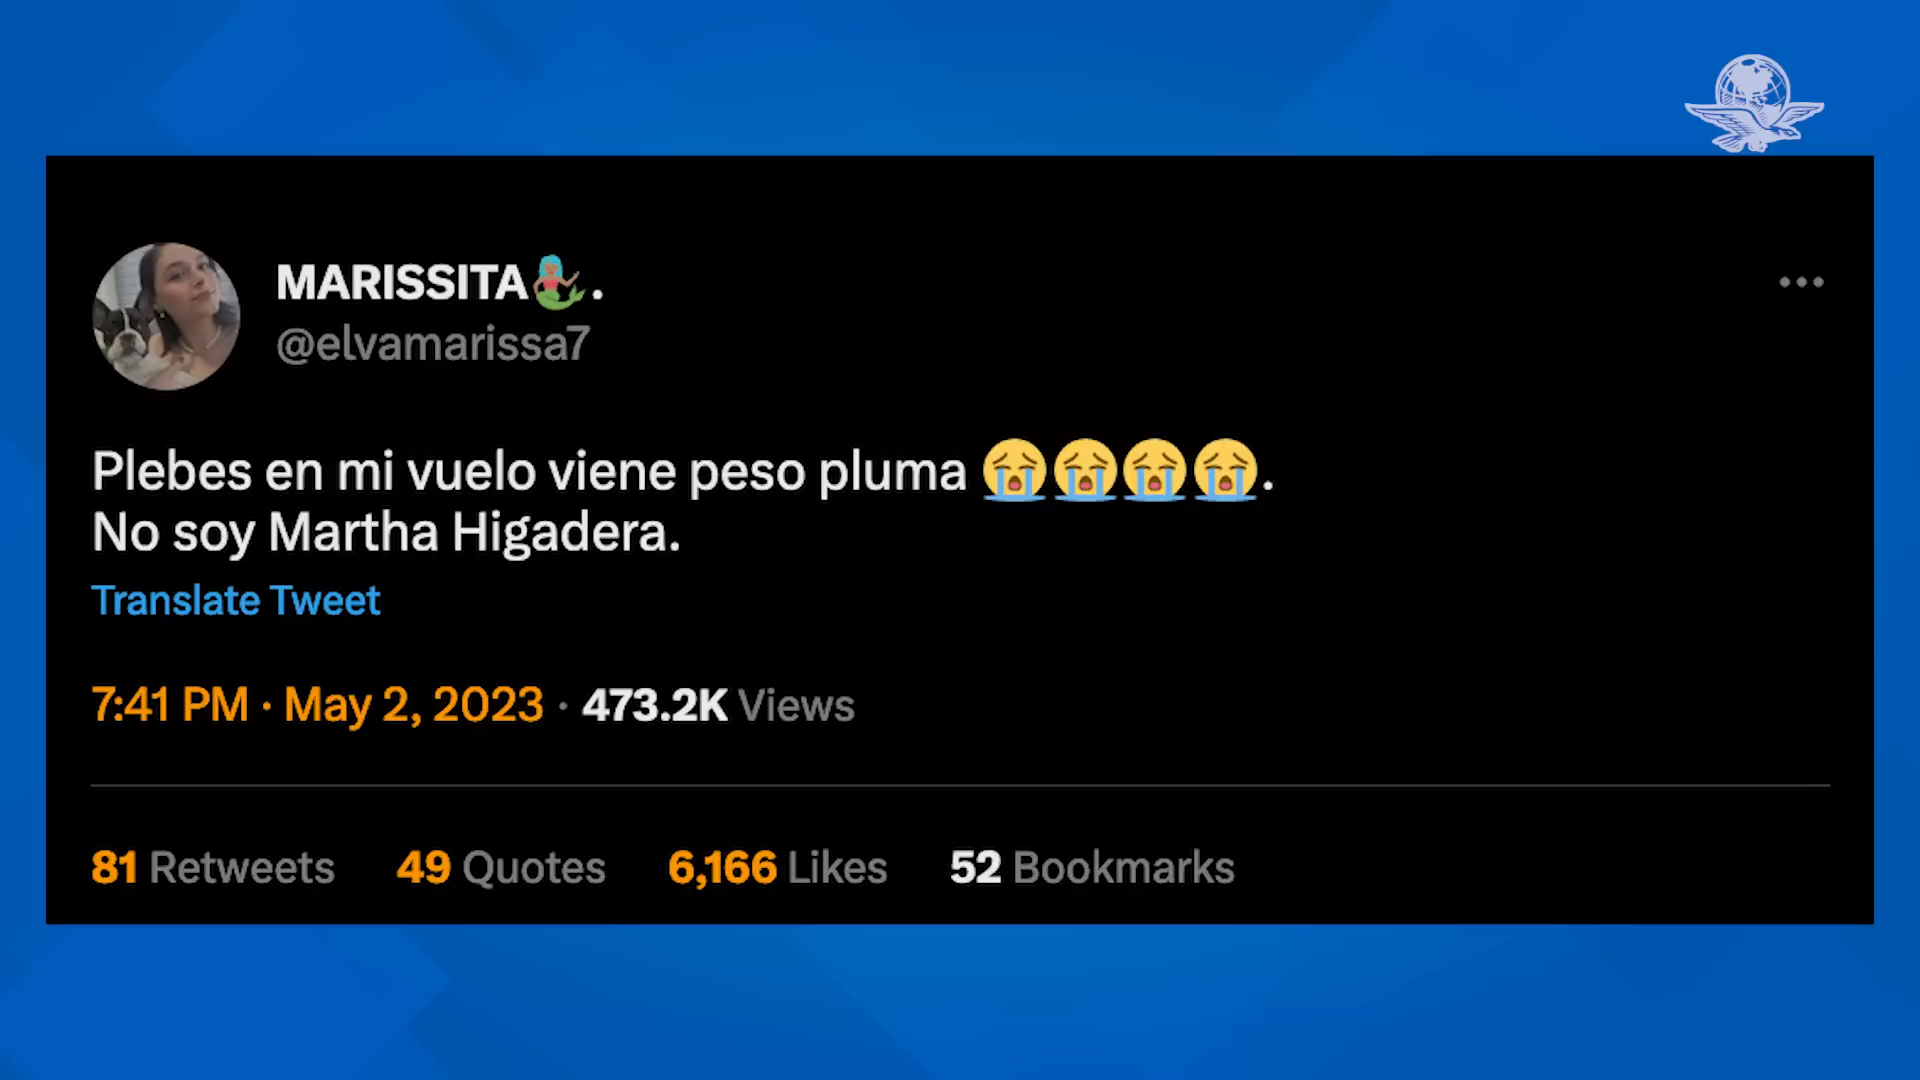 MARISSITA🧜🏽‍♀️.
@elvamarissa7
Plebes en mi vuelo viene peso pluma 😭😭😭😭.
No soy Martha Higadera.
Translate Tweet
7:41 PM · May 2, 2023 · 473.2K Views
81 Retweets 49 Quotes 6,166 Likes 52 Bookmarks